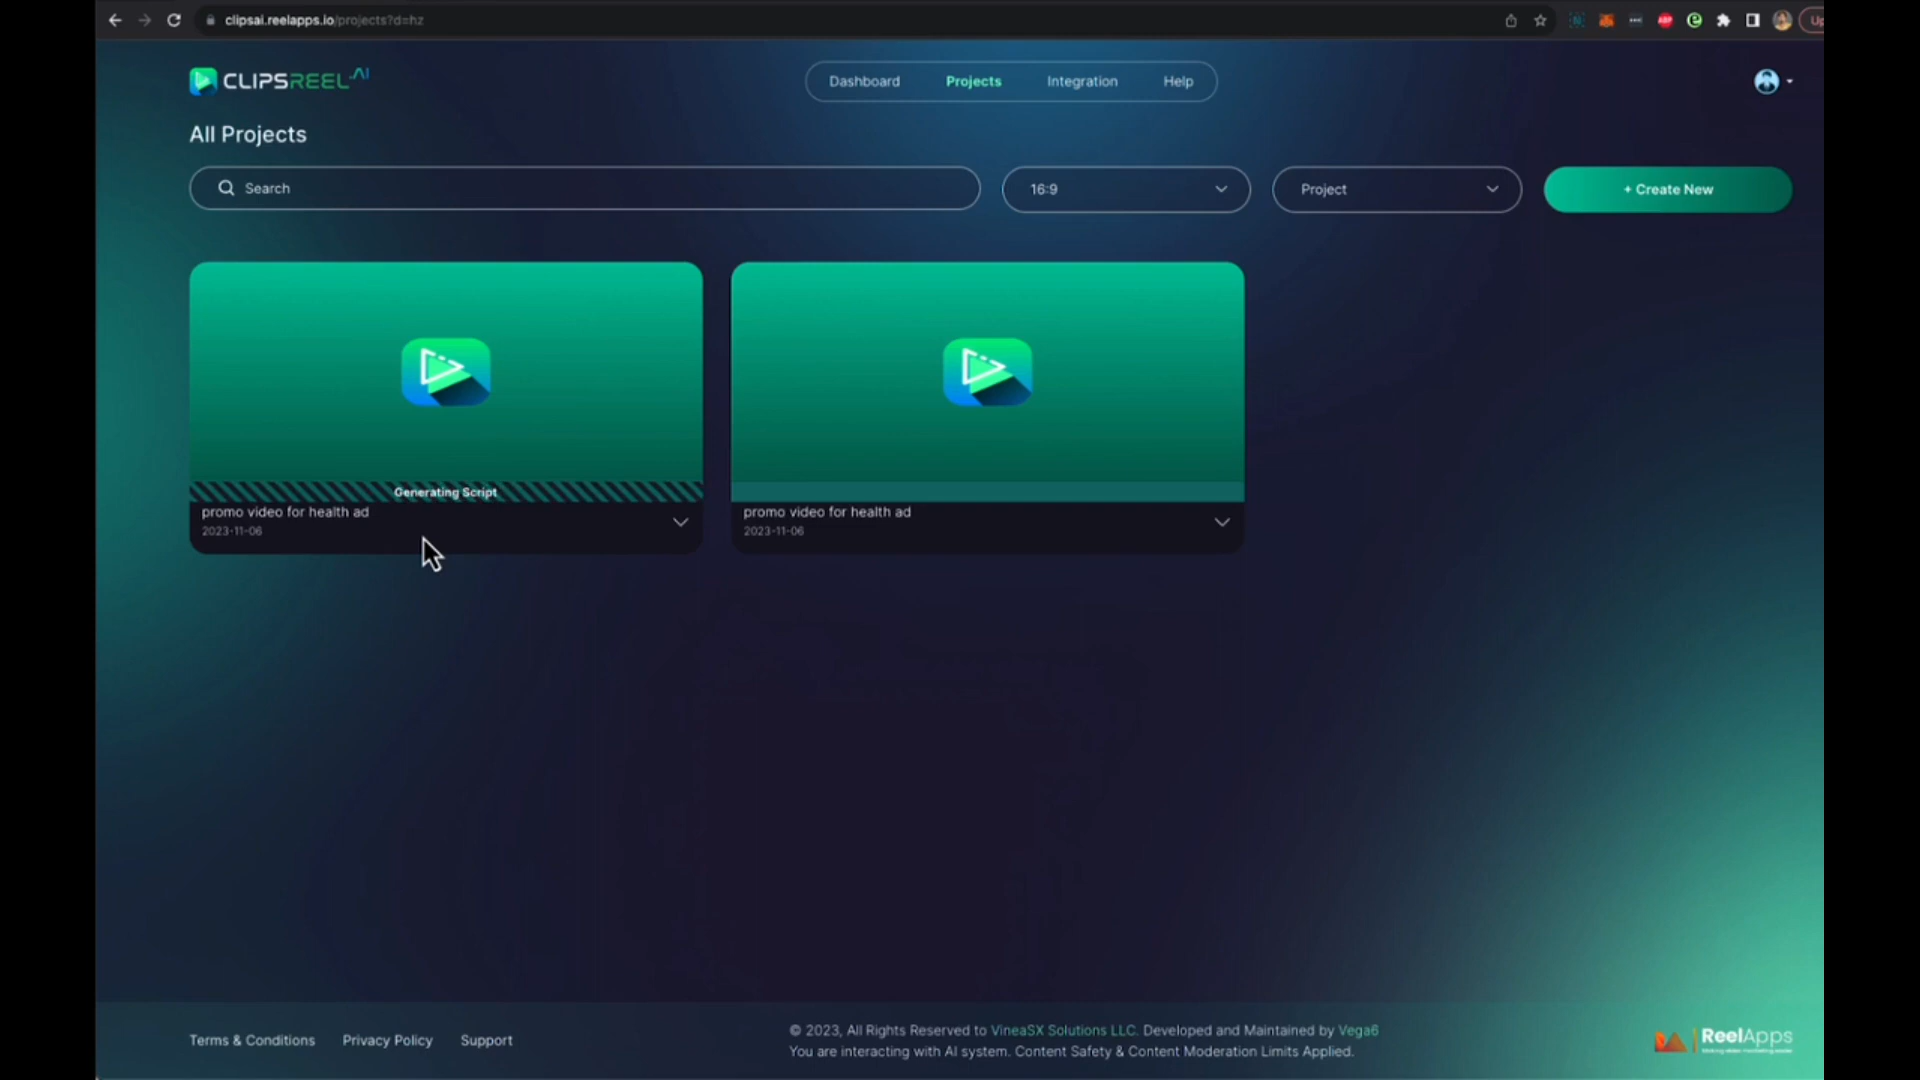 clipsai.reelapps.io/projects?d=hz
CLIPSREEL AI
Dashboard
Projects
Integration
Help
All Projects
Search
16:9
Project
+ Create New
Generating Script
promo video for health ad
2023-11-06
promo video for health ad
2023-11-06
Terms & Conditions
Privacy Policy
Support
© 2023, All Rights Reserved to VineaSX Solutions LLC. Developed and Maintained by Vega6
You are interacting with AI system. Content Safety & Content Moderation Limits Applied.
ReelApps